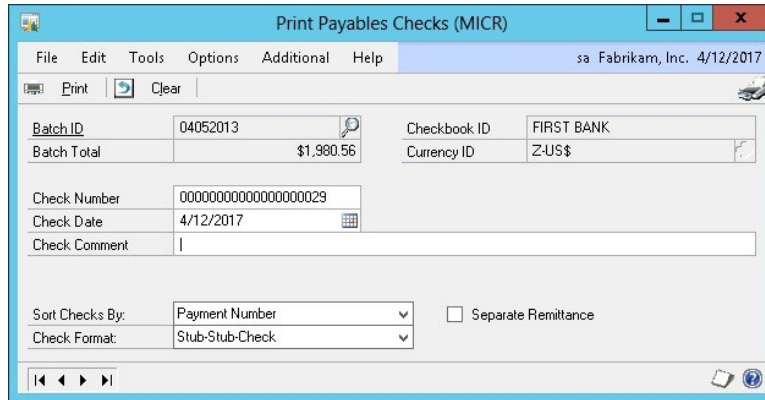 Print Payables Checks (MICR)
File Edit Tools Options Additional Help sa Fabrikam, Inc. 4/12/2017
Print Clear
Batch ID 04052013 Checkbook ID FIRST BANK
Batch Total $1,980.56 Currency ID Z-US$
Check Number 00000000000000000029
Check Date 4/12/2017
Check Comment
Sort Checks By: Payment Number Separate Remittance
Check Format: Stub-Stub-Check